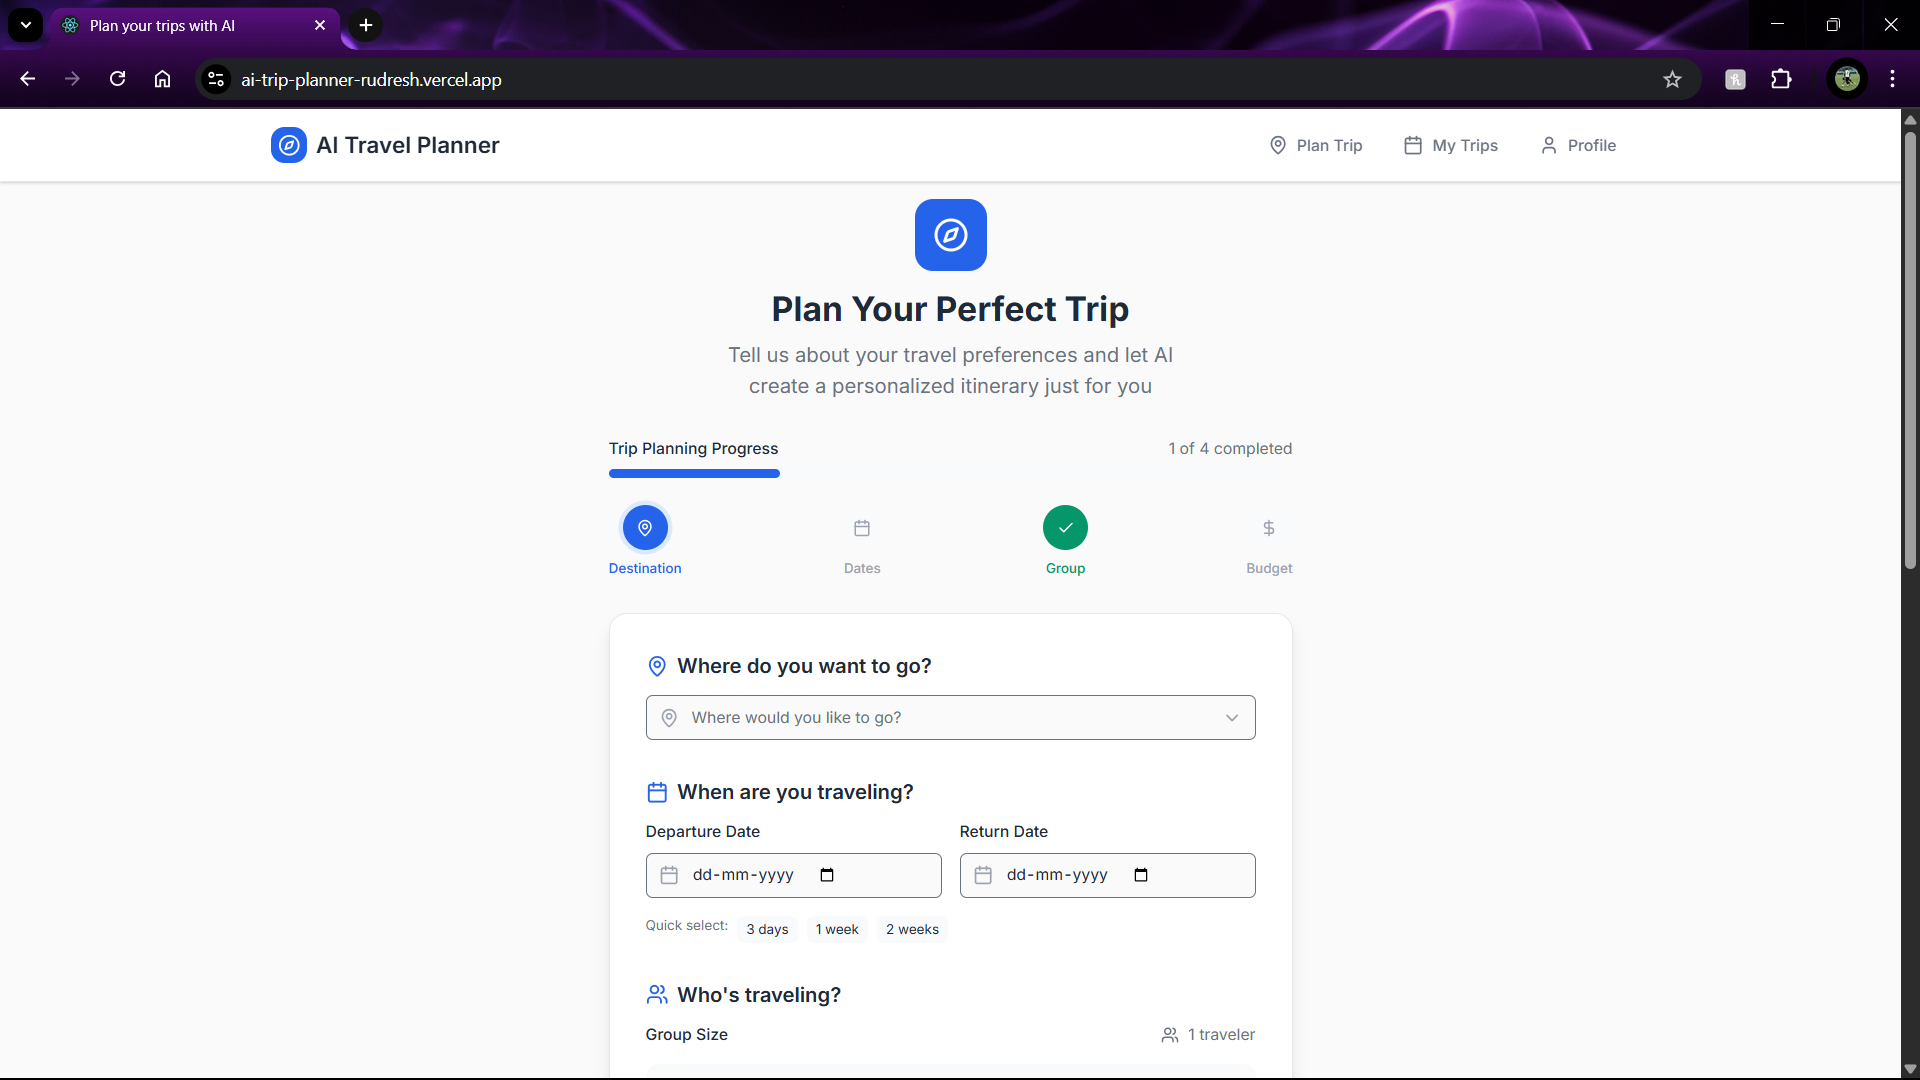 Plan your trips with AI
ai-trip-planner-rudresh.vercel.app
AI Travel Planner
Plan Trip
My Trips
Profile
Plan Your Perfect Trip
Tell us about your travel preferences and let AI
create a personalized itinerary just for you
Trip Planning Progress
1 of 4 completed
Destination
Dates
Group
Budget
Where do you want to go?
Where would you like to go?
When are you traveling?
Departure Date
Return Date
dd-mm-yyyy
dd-mm-yyyy
Quick select: 3 days 1 week 2 weeks
Who's traveling?
Group Size
1 traveler